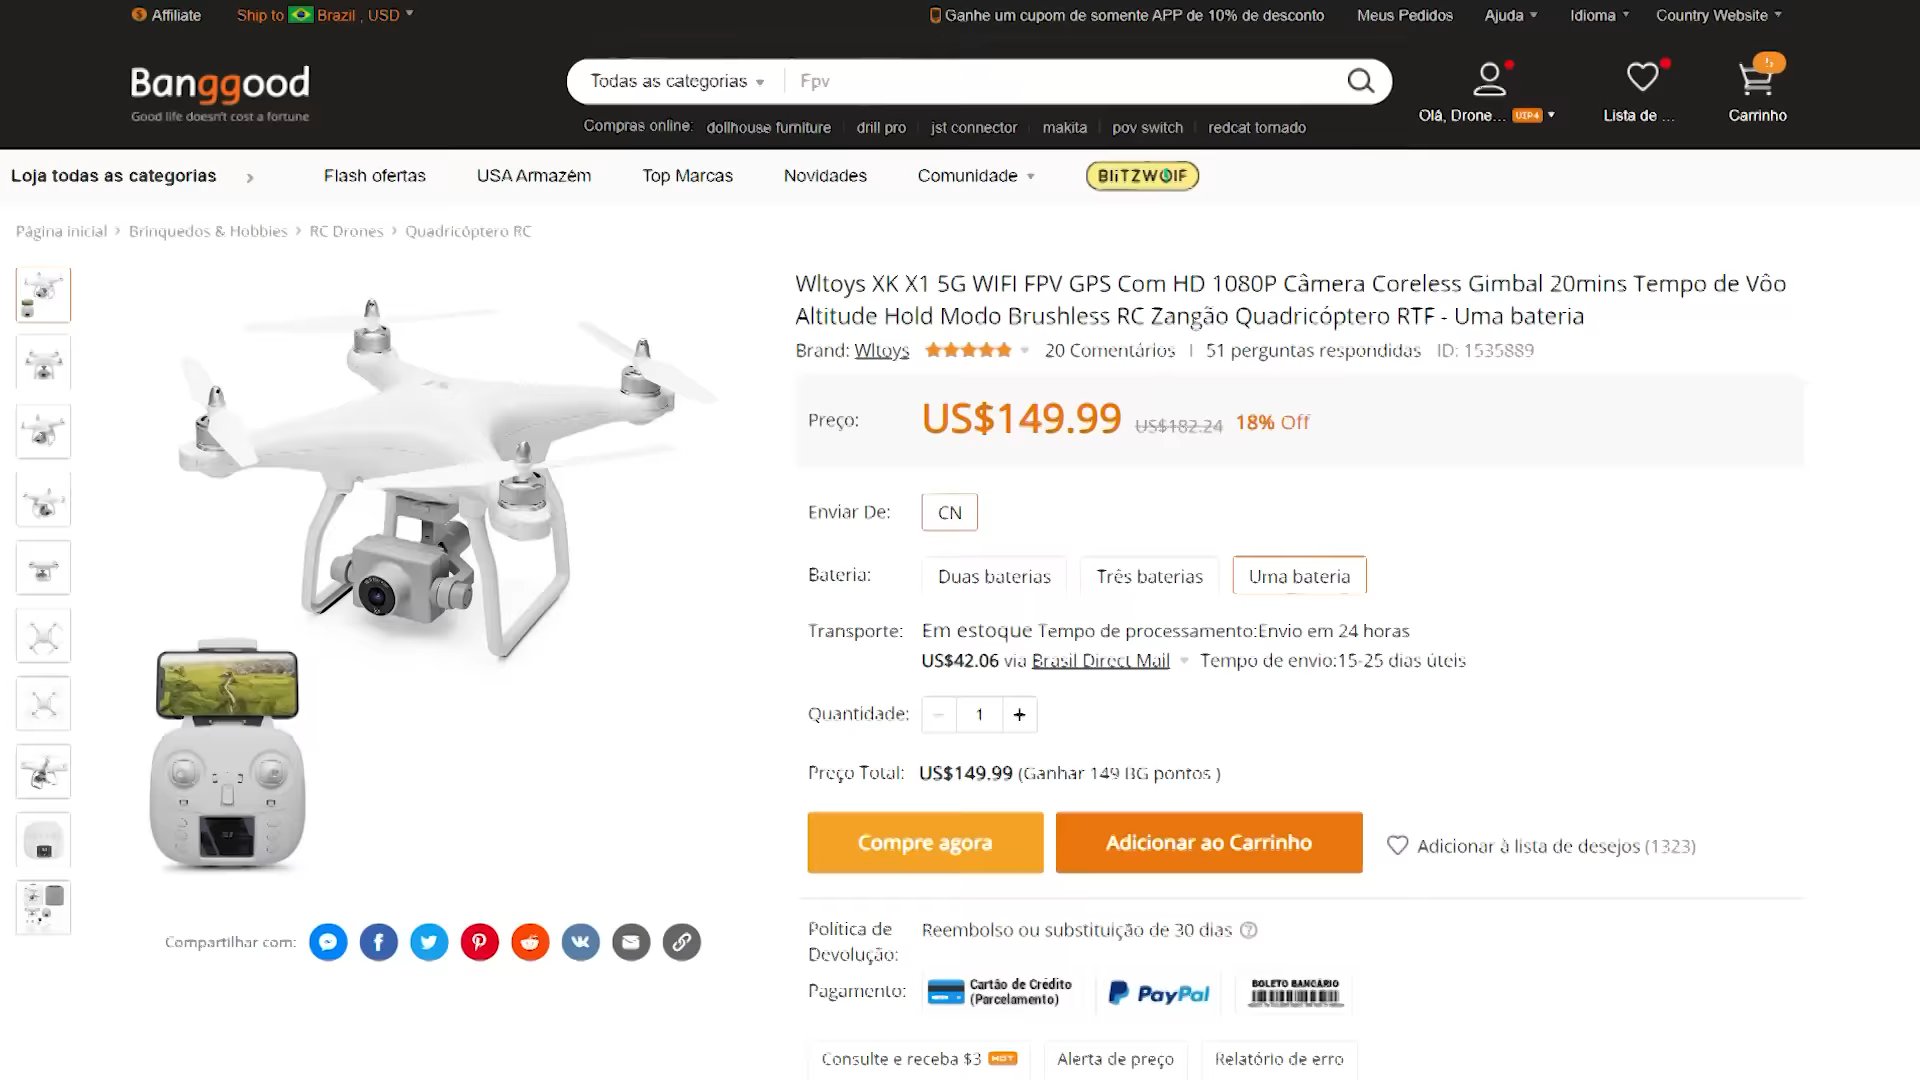 Affiliate
Ship to Brazil , USD
Ganhe um cupom de somente APP de 10% de desconto
Meus Pedidos
Ajuda
Idioma
Country Website
Banggood
Good life doesn't cost a fortune
Todas as categorias
Fpv
Compras online:
dollhouse furniture
drill pro
jst connector
makita
pov switch
redcat tornado
Olá, Drone... VIP4
Lista de ...
5
Carrinho
Loja todas as categorias
Flash ofertas
USA Armazém
Top Marcas
Novidades
Comunidade
BLiTZWOLF
Página inicial > Brinquedos & Hobbies > RC Drones > Quadricóptero RC
Wltoys XK X1 5G WIFI FPV GPS Com HD 1080P Câmera Coreless Gimbal 20mins Tempo de Vôo
Altitude Hold Modo Brushless RC Zangão Quadricóptero RTF - Uma bateria
Brand: Wltoys
20 Comentários | 51 perguntas respondidas ID: 1535889
Preço: US$149.99 US$182.24 18% Off
Enviar De: CN
Bateria: Duas baterias Três baterias Uma bateria
Transporte: Em estoque Tempo de processamento:Envio em 24 horas
US$42.06 via Brasil Direct Mail Tempo de envio:15-25 dias úteis
Quantidade: − 1 +
Preço Total: US$149.99 (Ganhar 149 BG pontos )
Compre agora
Adicionar ao Carrinho
Adicionar à lista de desejos (1323)
Compartilhar com:
Política de
Devolução:
Reembolso ou substituição de 30 dias ?
Pagamento:
Cartão de Crédito
(Parcelamento)
PayPal
BOLETO BANCÁRIO
Consulte e receba $3 HOT
Alerta de preço
Relatório de erro